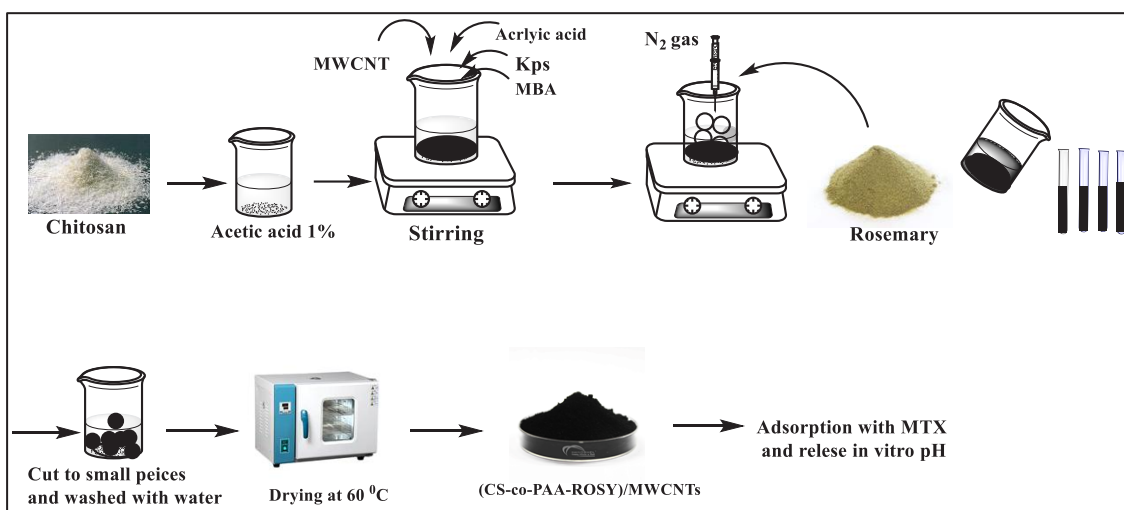 MWCNT
Acrlyic acid
Kps
MBA
N2 gas
Chitosan
Acetic acid 1%
Stirring
Rosemary
Cut to small peices
and washed with water
Drying at 60 0C
(CS-co-PAA-ROSY)/MWCNTs
Adsorption with MTX
and relese in vitro pH